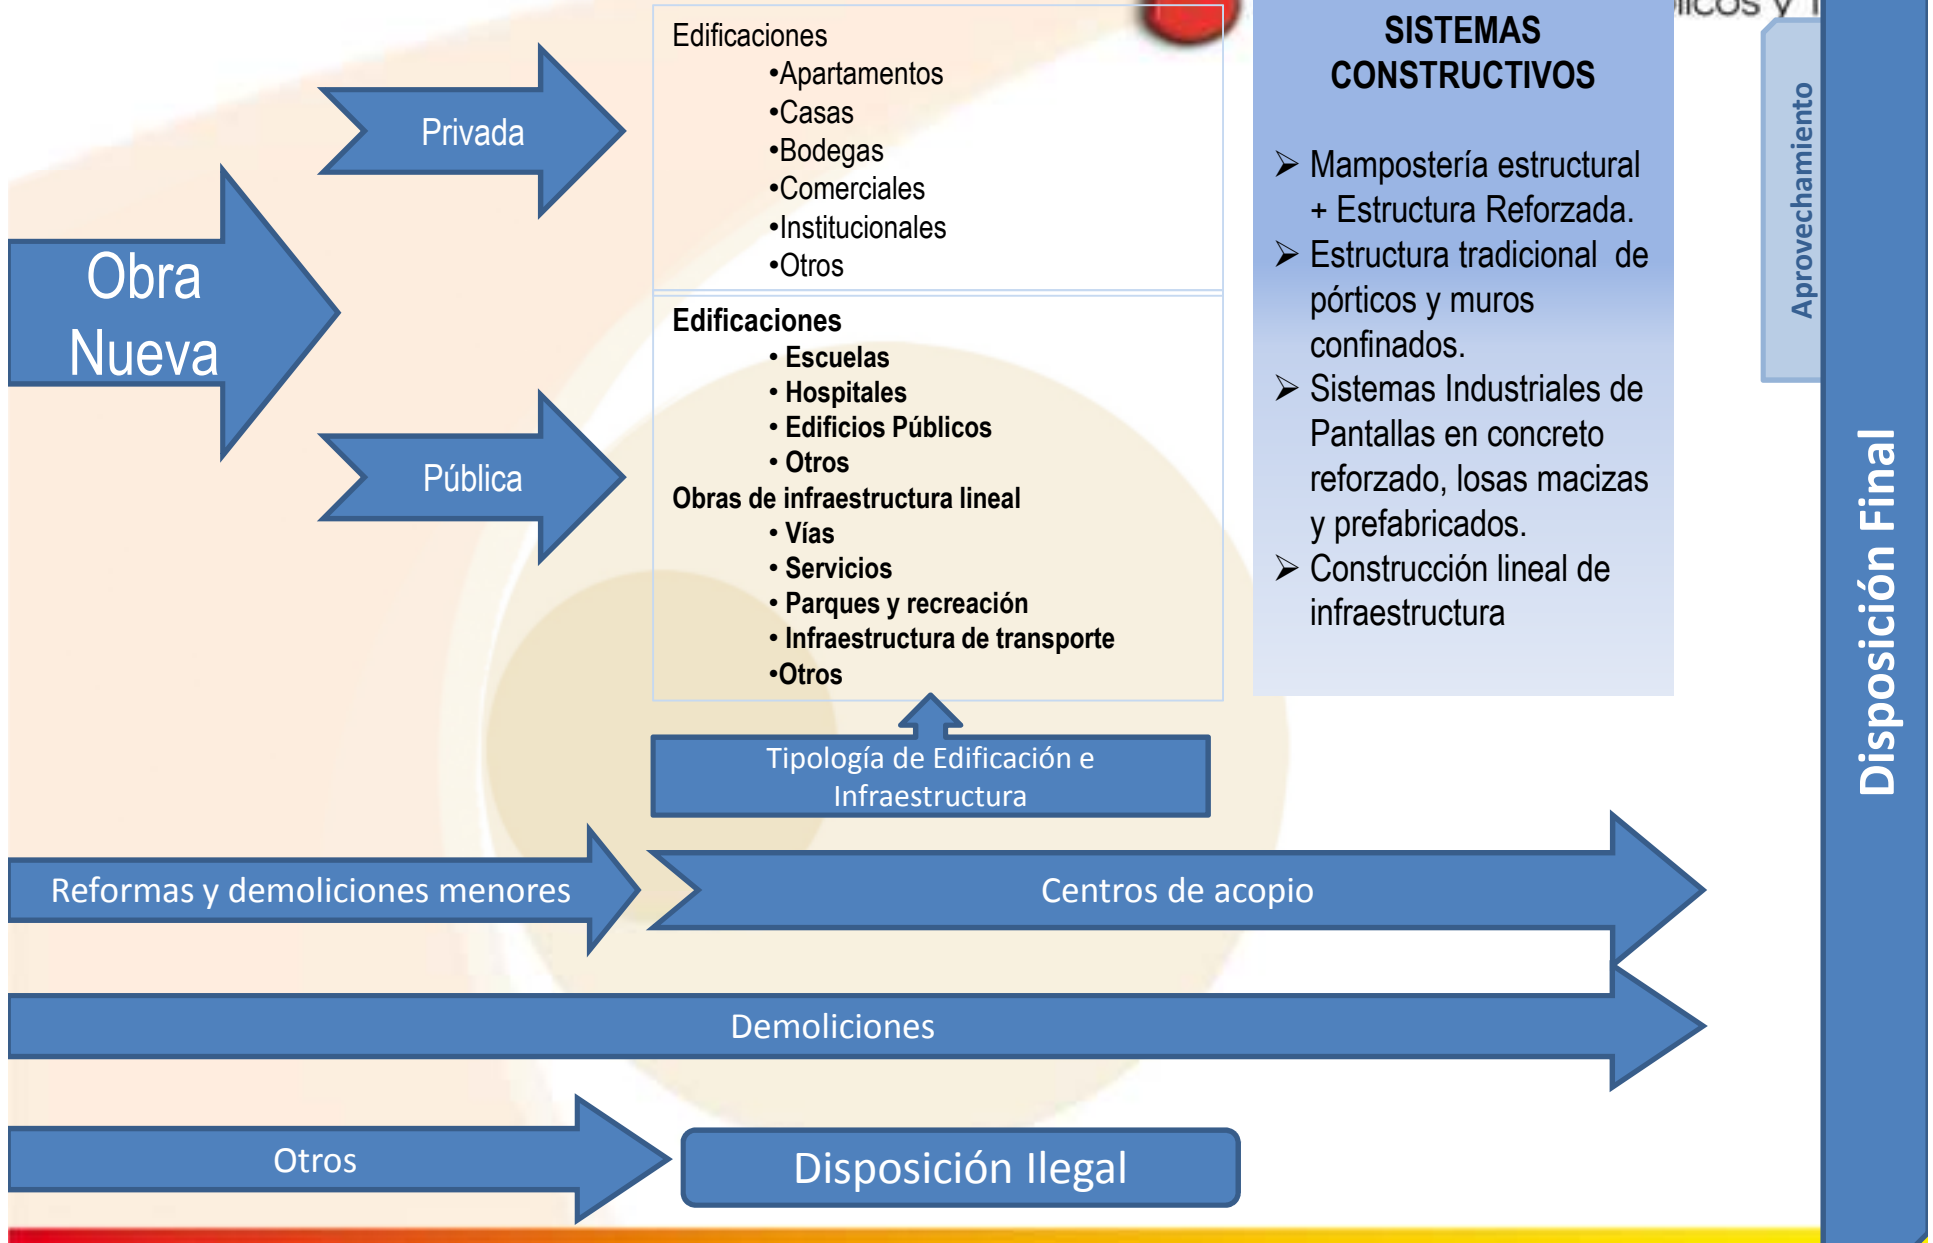 Obra
Nueva
Privada
Edificaciones
•Apartamentos
•Casas
•Bodegas
•Comerciales
•Institucionales
•Otros
Pública
Edificaciones
• Escuelas
• Hospitales
• Edificios Públicos
• Otros
Obras de infraestructura lineal
• Vías
• Servicios
• Parques y recreación
• Infraestructura de transporte
•Otros
Tipología de Edificación e
Infraestructura
SISTEMAS
CONSTRUCTIVOS
➢ Mampostería estructural
+ Estructura Reforzada.
➢ Estructura tradicional de
pórticos y muros
confinados.
➢ Sistemas Industriales de
Pantallas en concreto
reforzado, losas macizas
y prefabricados.
➢ Construcción lineal de
infraestructura
Aprovechamiento
Disposición Final
Reformas y demoliciones menores
Centros de acopio
Demoliciones
Otros
Disposición Ilegal